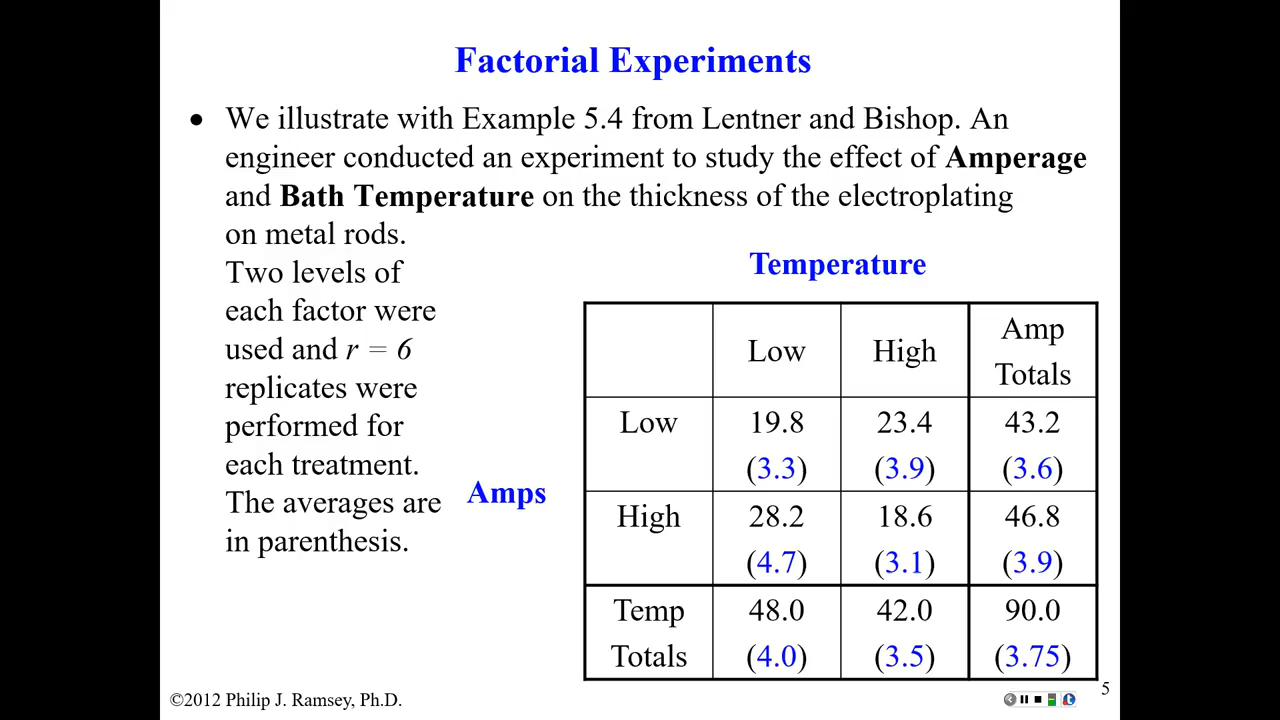 Factorial Experiments
• We illustrate with Example 5.4 from Lentner and Bishop. An
engineer conducted an experiment to study the effect of Amperage
and Bath Temperature on the thickness of the electroplating
on metal rods.
Two levels of
each factor were
used and r = 6
replicates were
performed for
each treatment.
The averages are
in parenthesis.
Temperature
Amps
Low High Amp
Totals
Low 19.8 23.4 43.2
(3.3) (3.9) (3.6)
High 28.2 18.6 46.8
(4.7) (3.1) (3.9)
Temp 48.0 42.0 90.0
Totals (4.0) (3.5) (3.75)
©2012 Philip J. Ramsey, Ph.D.
5